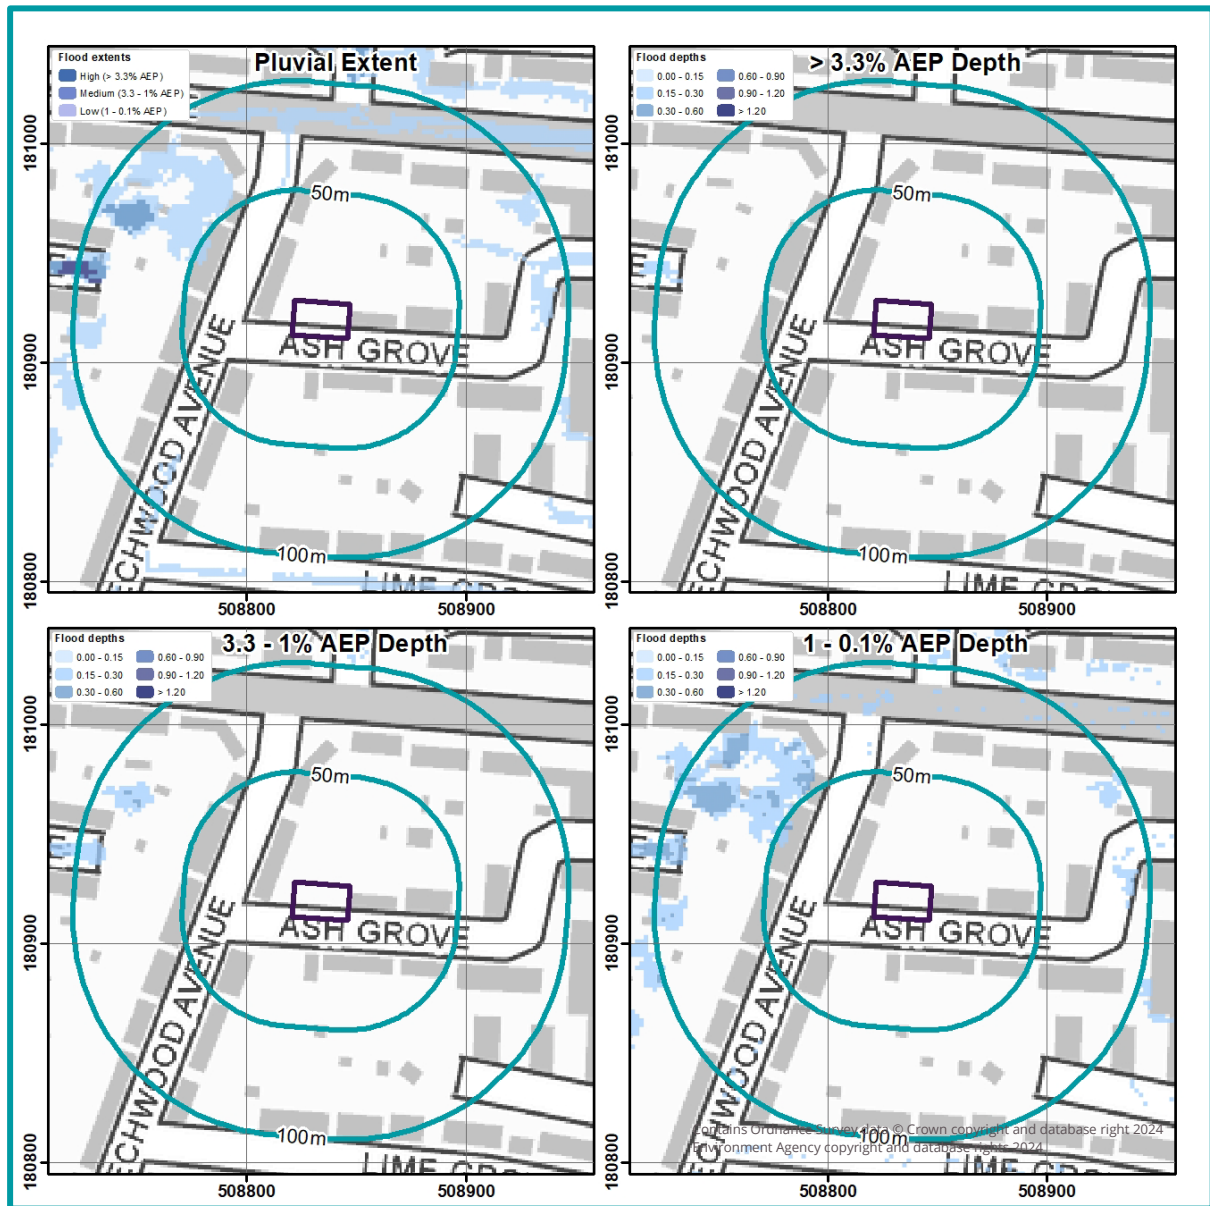 Pluvial Extent
Flood extents
High (> 3.3% AEP)
Medium (3.3 - 1% AEP)
Low (1 - 0.1% AEP)
50m
ASH GROVE
CHWOOD AVENUE
100m
181000
180900
180800
508800
508900
> 3.3% AEP Depth
Flood depths
0.00 - 0.15
0.15 - 0.30
0.30 - 0.60
0.60 - 0.90
0.90 - 1.20
> 1.20
50m
E
ASH GROVE
CHWOOD AVENUE
100m
181000
180900
180800
508800
508900
3.3 - 1% AEP Depth
Flood depths
0.00 - 0.15
0.15 - 0.30
0.30 - 0.60
0.60 - 0.90
0.90 - 1.20
> 1.20
50m
ASH GROVE
CHWOOD AVENUE
100m
181000
180900
180800
508800
508900
1 - 0.1% AEP Depth
Flood depths
0.00 - 0.15
0.15 - 0.30
0.30 - 0.60
0.60 - 0.90
0.90 - 1.20
> 1.20
50m
ASH GROVE
CHWOOD AVENUE
100m
Contains Ordnance Survey data © Crown copyright and database right 2024
Environment Agency copyright and database rights 2024
181000
180900
180800
508800
508900